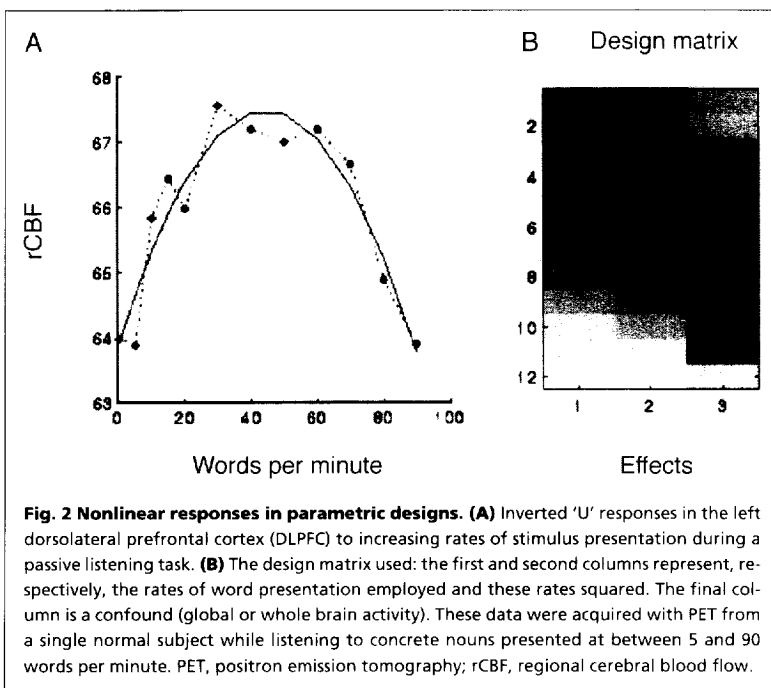 A
B Design matrix
68
67
66
65
64
63
rCBF
0 20 40 60 80 100
Words per minute
2
4
6
8
10
12
1 2 3
Effects
Fig. 2 Nonlinear responses in parametric designs. (A) Inverted 'U' responses in the left
dorsolateral prefrontal cortex (DLPFC) to increasing rates of stimulus presentation during a
passive listening task. (B) The design matrix used: the first and second columns represent, re-
spectively, the rates of word presentation employed and these rates squared. The final col-
umn is a confound (global or whole brain activity). These data were acquired with PET from
a single normal subject while listening to concrete nouns presented at between 5 and 90
words per minute. PET, positron emission tomography; rCBF, regional cerebral blood flow.